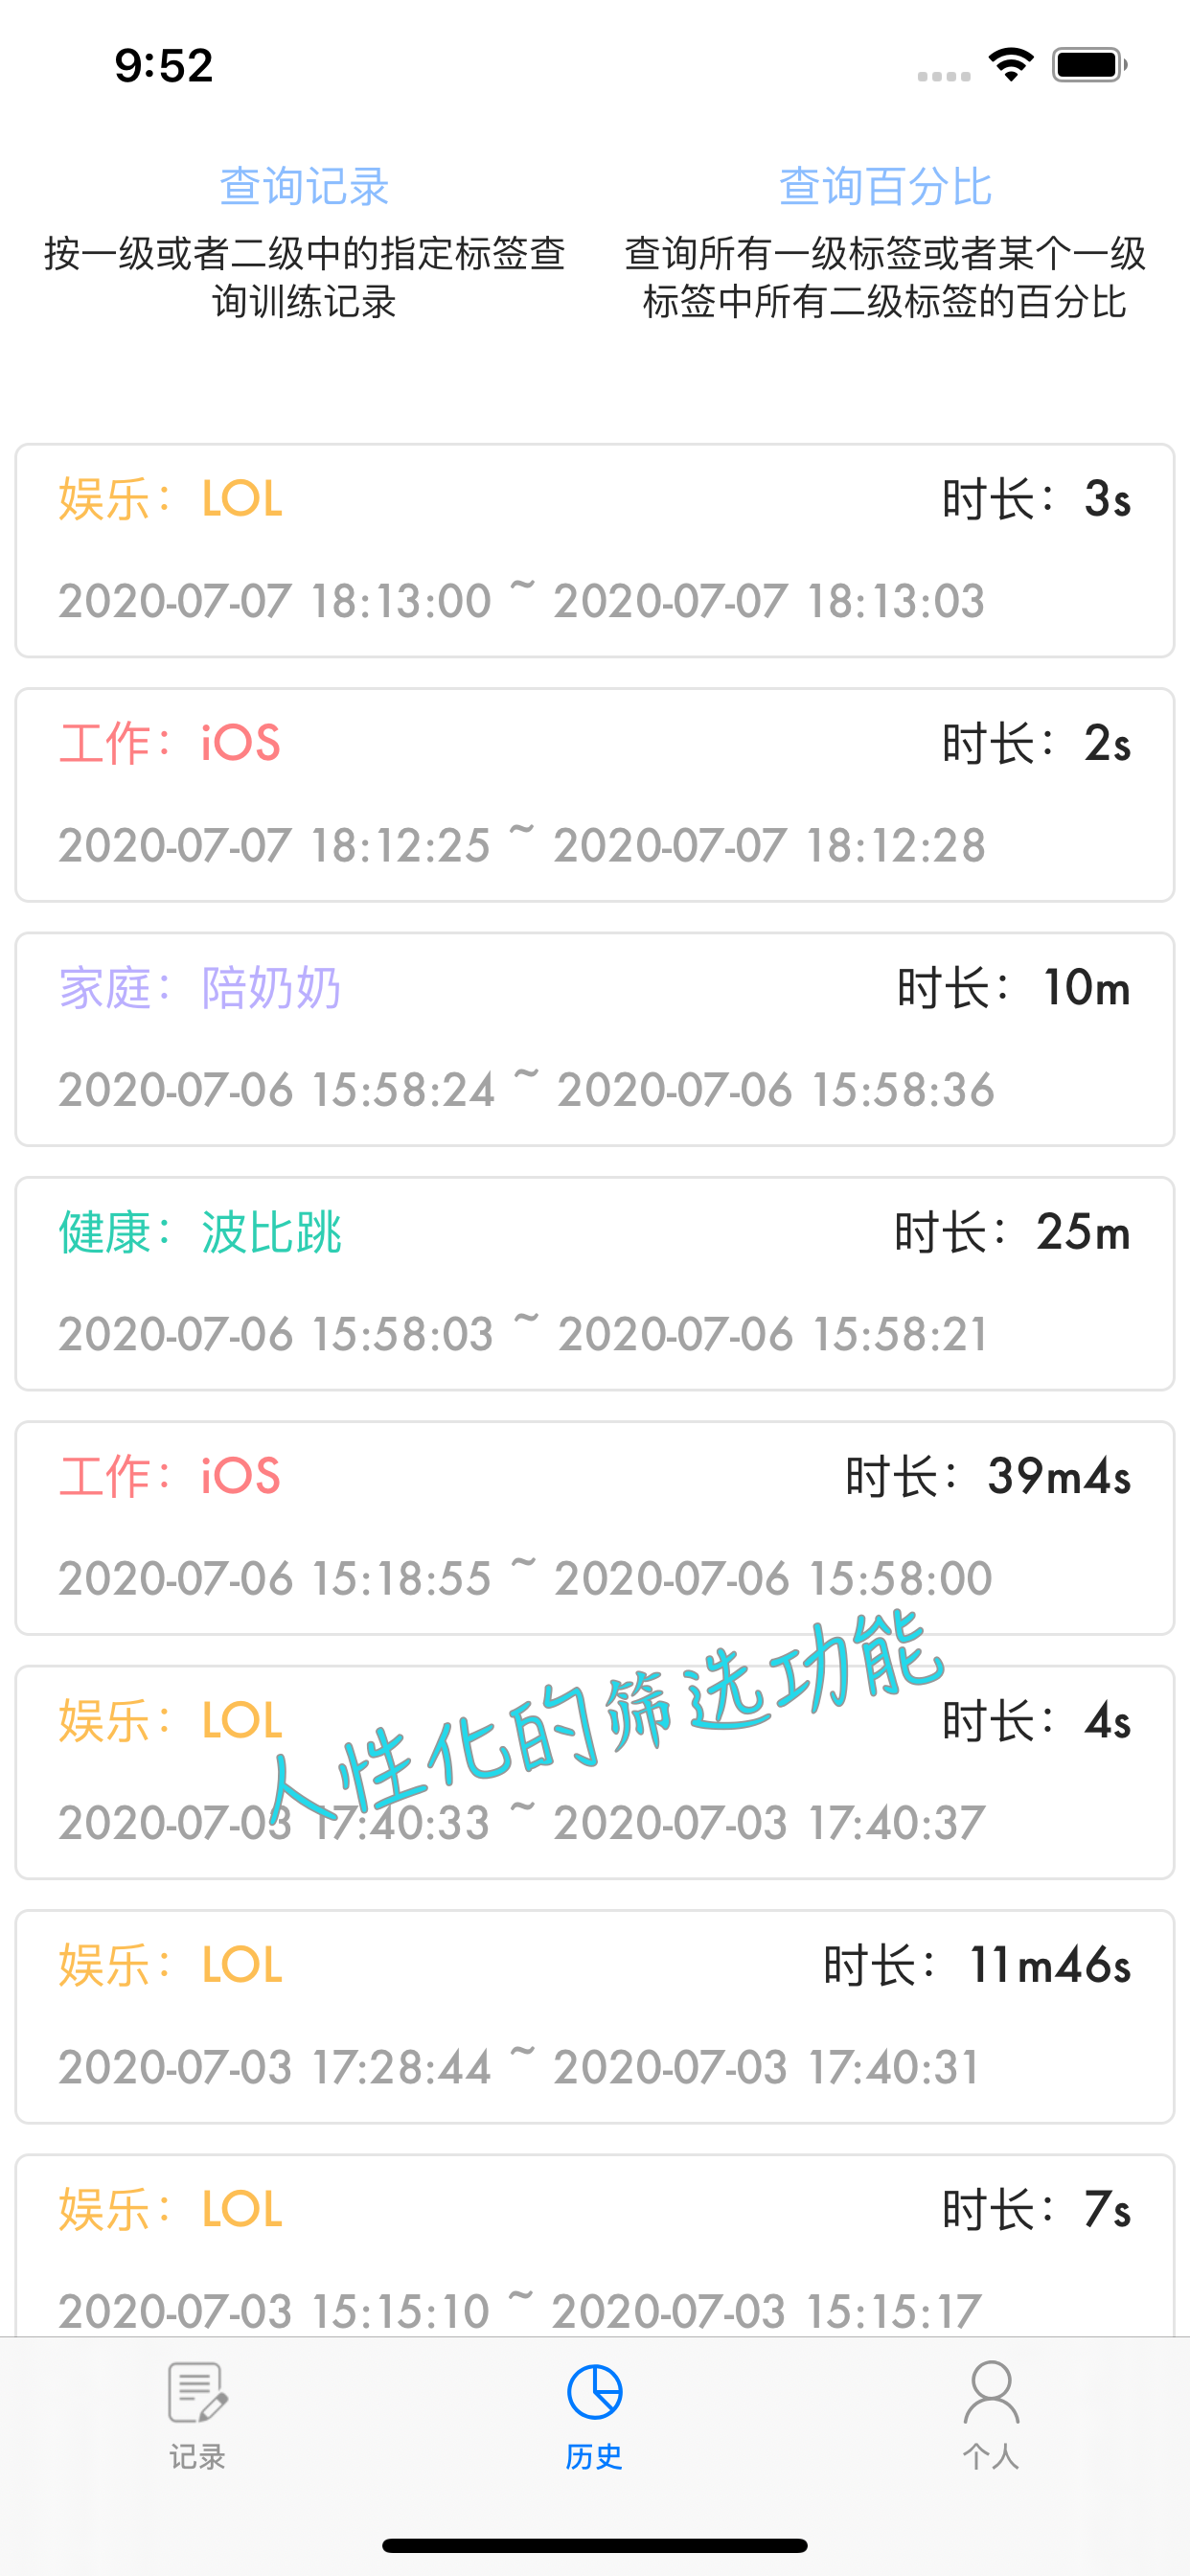 9:52
查询记录
按一级或者二级中的指定标签查
询训练记录
查询百分比
查询所有一级标签或者某个一级
标签中所有二级标签的百分比
娱乐：LOL 时长：3s
2020-07-07 18:13:00 ~ 2020-07-07 18:13:03
工作：iOS 时长：2s
2020-07-07 18:12:25 ~ 2020-07-07 18:12:28
家庭：陪奶奶 时长：10m
2020-07-06 15:58:24 ~ 2020-07-06 15:58:36
健康：波比跳 时长：25m
2020-07-06 15:58:03 ~ 2020-07-06 15:58:21
工作：iOS 时长：39m4s
2020-07-06 15:18:55 ~ 2020-07-06 15:58:00
人性化的筛选功能
娱乐：LOL 时长：4s
2020-07-03 17:40:33 ~ 2020-07-03 17:40:37
娱乐：LOL 时长：11m46s
2020-07-03 17:28:44 ~ 2020-07-03 17:40:31
娱乐：LOL 时长：7s
2020-07-03 15:15:10 ~ 2020-07-03 15:15:17
记录 历史 个人